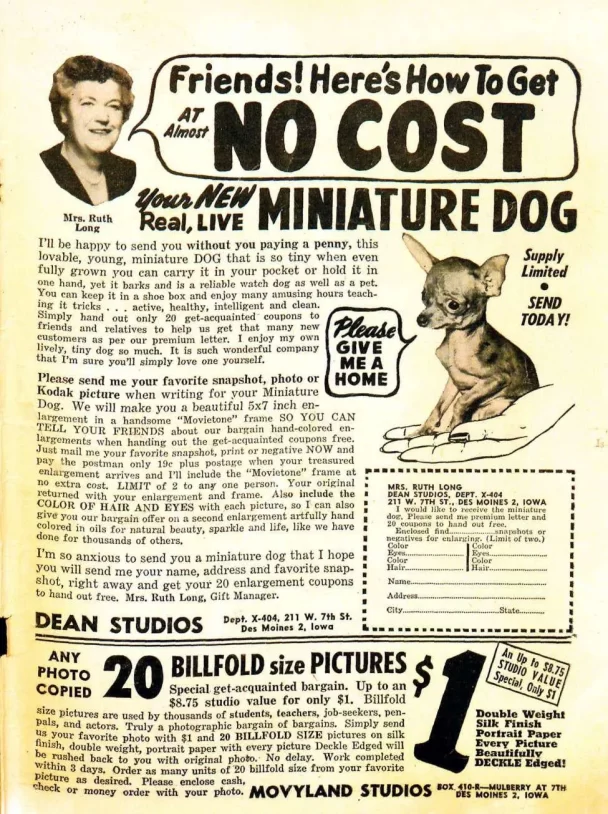 Friends! Here's How To Get
AT Almost
NO COST
Your NEW
Real, LIVE
MINIATURE DOG
Mrs. Ruth
Long
I'll be happy to send you without you paying a penny, this
lovable, young, miniature DOG that is so tiny when even
fully grown you can carry it in your pocket or hold it in
one hand, yet it barks and is a reliable watch dog as well as a pet.
You can keep it in a shoe box and enjoy many amusing hours teach-
ing it tricks . . . active, healthy, intelligent and clean.
Simply hand out only 20 get-acquainted coupons to
friends and relatives to help us get that many new
customers as per our premium letter. I enjoy my own
lively, tiny dog so much. It is such wonderful company
that I'm sure you'll simply love one yourself.
Supply
Limited
•
SEND
TODAY!
Please
GIVE
ME A
HOME
Please send me your favorite snapshot, photo or
Kodak picture when writing for your Miniature
Dog. We will make you a beautiful 5x7 inch en-
largement in a handsome "Movietone" frame SO YOU CAN
TELL YOUR FRIENDS about our bargain hand-colored en-
largements when handing out the get-acquainted coupons free.
Just mail me your favorite snapshot, print or negative NOW and
pay the postman only 19c plus postage when your treasured
enlargement arrives and I'll include the "Movietone" frame at
no extra cost. LIMIT of 2 to any one person. Your original
returned with your enlargement and frame. Also include the
COLOR OF HAIR AND EYES with each picture, so I can also
give you our bargain offer on a second enlargement artfully hand
colored in oils for natural beauty, sparkle and life, like we have
done for thousands of others.
I'm so anxious to send you a miniature dog that I hope
you will send me your name, address and favorite snap-
shot, right away and get your 20 enlargement coupons
to hand out free. Mrs. Ruth Long, Gift Manager.
DEAN STUDIOS
Dept. X-404, 211 W. 7th St.
Des Moines 2, Iowa
MRS. RUTH LONG
DEAN STUDIOS, DEPT. X-404
211 W. 7TH ST., DES MOINES 2, IOWA
I would like to receive the miniature
dog. Please send me premium letter and
20 coupons to hand out free.
Enclosed find..........snapshots or
negatives for enlarging. (Limit of two.)
Color Color
Eyes.......... Eyes..........
Color Color
Hair.......... Hair..........
Name..........
Address..........
City..........State..........
ANY
PHOTO
COPIED
20
BILLFOLD size PICTURES
$1
An Up to $8.75
STUDIO VALUE
Special, Only $1
Special get-acquainted bargain. Up to an
$8.75 studio value for only $1. Billfold
size pictures are used by thousands of students, teachers, job-seekers, pen-
pals, and actors. Truly a photographic bargain of bargains. Simply send
us your favorite photo with $1 and 20 BILLFOLD SIZE pictures on silk
finish, double weight, portrait paper with every picture Deckle Edged will
be rushed back to you with original photo. No delay. Work completed
within 3 days. Order as many units of 20 billfold size from your favorite
picture as desired. Please enclose cash,
check or money order with your photo.
Double Weight
Silk Finish
Portrait Paper
Every Picture
Beautifully
DECKLE Edged!
MOVYLAND STUDIOS
BOX 410-R—MULBERRY AT 7TH
DES MOINES 2, IOWA